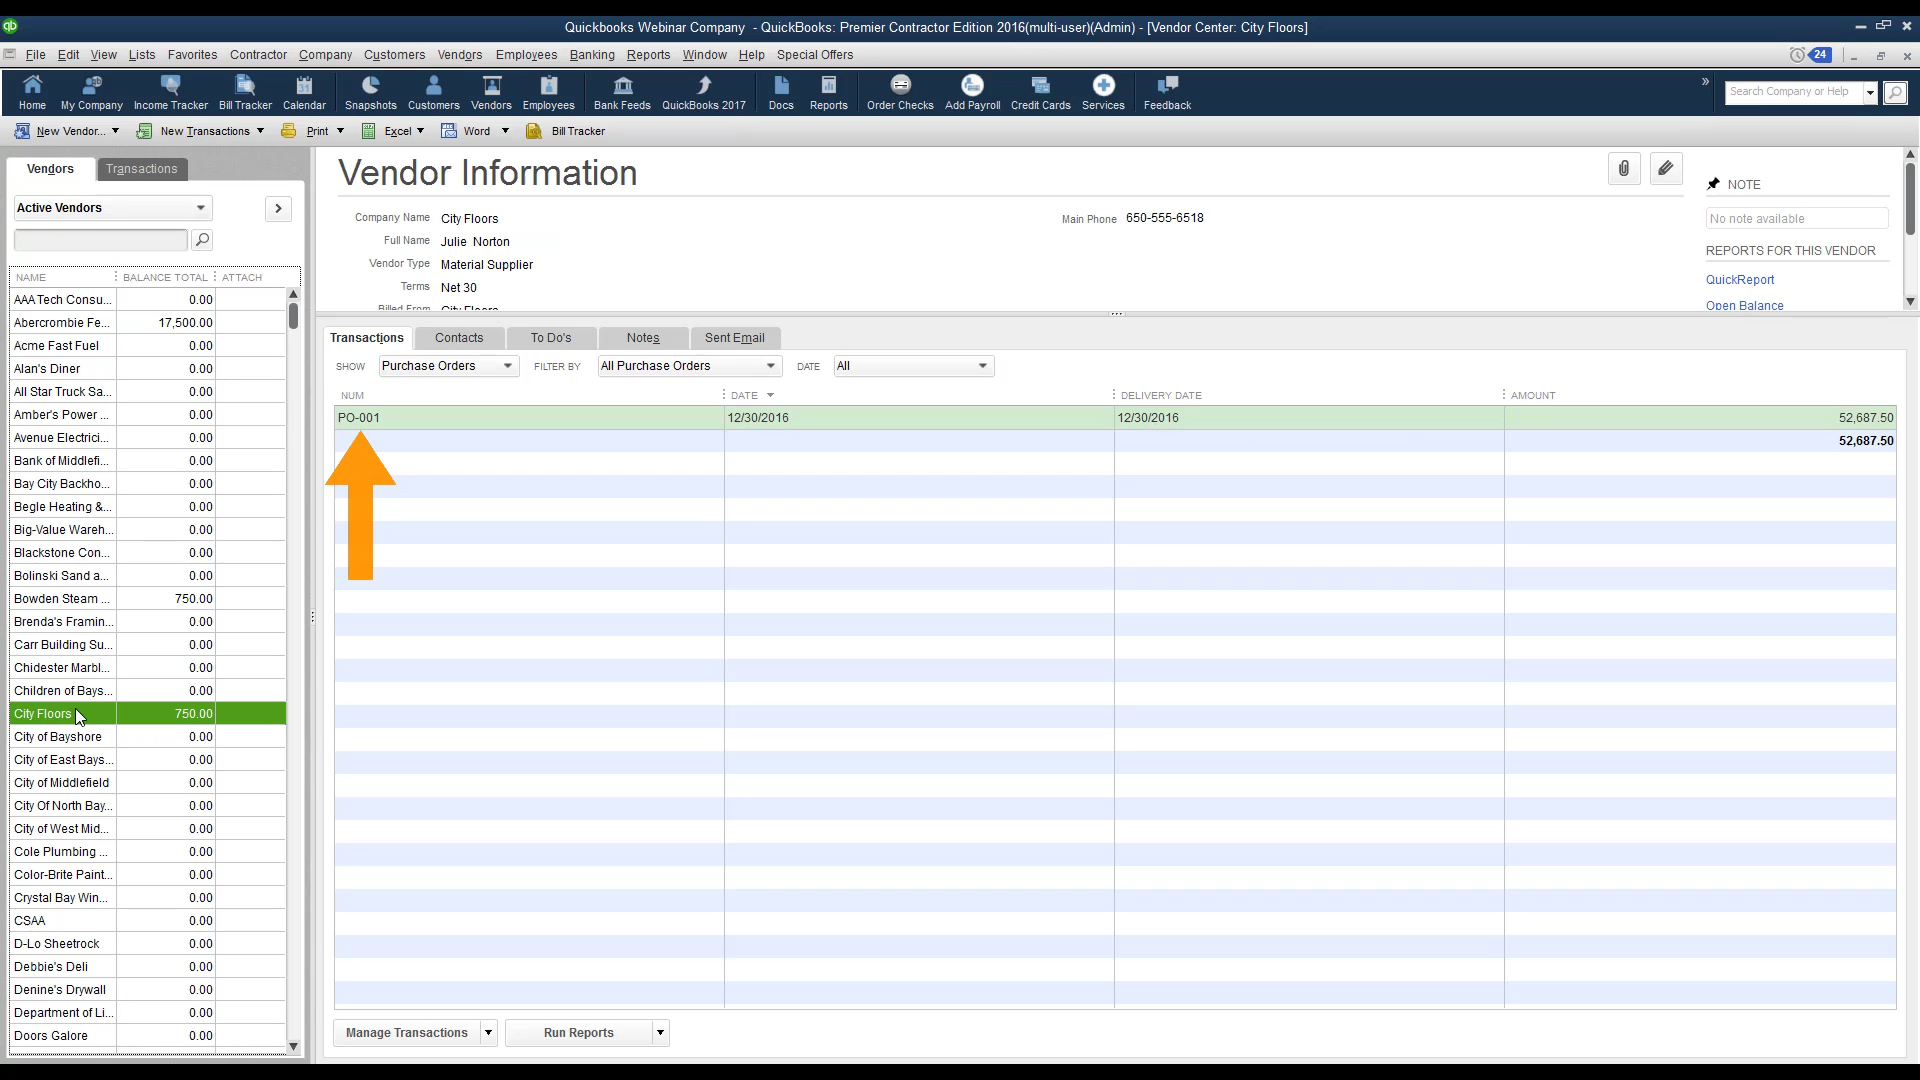 qb Quickbooks Webinar Company - QuickBooks: Premier Contractor Edition 2016(multi-user)(Admin) - [Vendor Center: City Floors]
File Edit View Lists Favorites Contractor Company Customers Vendors Employees Banking Reports Window Help Special Offers 24
Home My Company Income Tracker Bill Tracker Calendar Snapshots Customers Vendors Employees Bank Feeds QuickBooks 2017 Docs Reports Order Checks Add Payroll Credit Cards Services Feedback » Search Company or Help
New Vendor... New Transactions Print Excel Word Bill Tracker
Vendors Transactions
Active Vendors
NAME BALANCE TOTAL ATTACH
AAA Tech Consu... 0.00
Abercrombie Fe... 17,500.00
Acme Fast Fuel 0.00
Alan's Diner 0.00
All Star Truck Sa... 0.00
Amber's Power ... 0.00
Avenue Electrici... 0.00
Bank of Middlefi... 0.00
Bay City Backho... 0.00
Begle Heating &... 0.00
Big-Value Wareh... 0.00
Blackstone Con... 0.00
Bolinski Sand a... 0.00
Bowden Steam ... 750.00
Brenda's Framin... 0.00
Carr Building Su... 0.00
Chidester Marbl... 0.00
Children of Bays... 0.00
City Floors 750.00
City of Bayshore 0.00
City of East Bays... 0.00
City of Middlefield 0.00
City Of North Bay... 0.00
City of West Mid... 0.00
Cole Plumbing ... 0.00
Color-Brite Paint... 0.00
Crystal Bay Win... 0.00
CSAA 0.00
D-Lo Sheetrock 0.00
Debbie's Deli 0.00
Denine's Drywall 0.00
Department of Li... 0.00
Doors Galore 0.00
Vendor Information
Company Name City Floors
Full Name Julie Norton
Vendor Type Material Supplier
Terms Net 30
Billed From City Floors
Main Phone 650-555-6518
NOTE
No note available
REPORTS FOR THIS VENDOR
QuickReport
Open Balance
Transactions Contacts To Do's Notes Sent Email
SHOW Purchase Orders FILTER BY All Purchase Orders DATE All
NUM DATE DELIVERY DATE AMOUNT
PO-001 12/30/2016 12/30/2016 52,687.50
52,687.50
Manage Transactions Run Reports